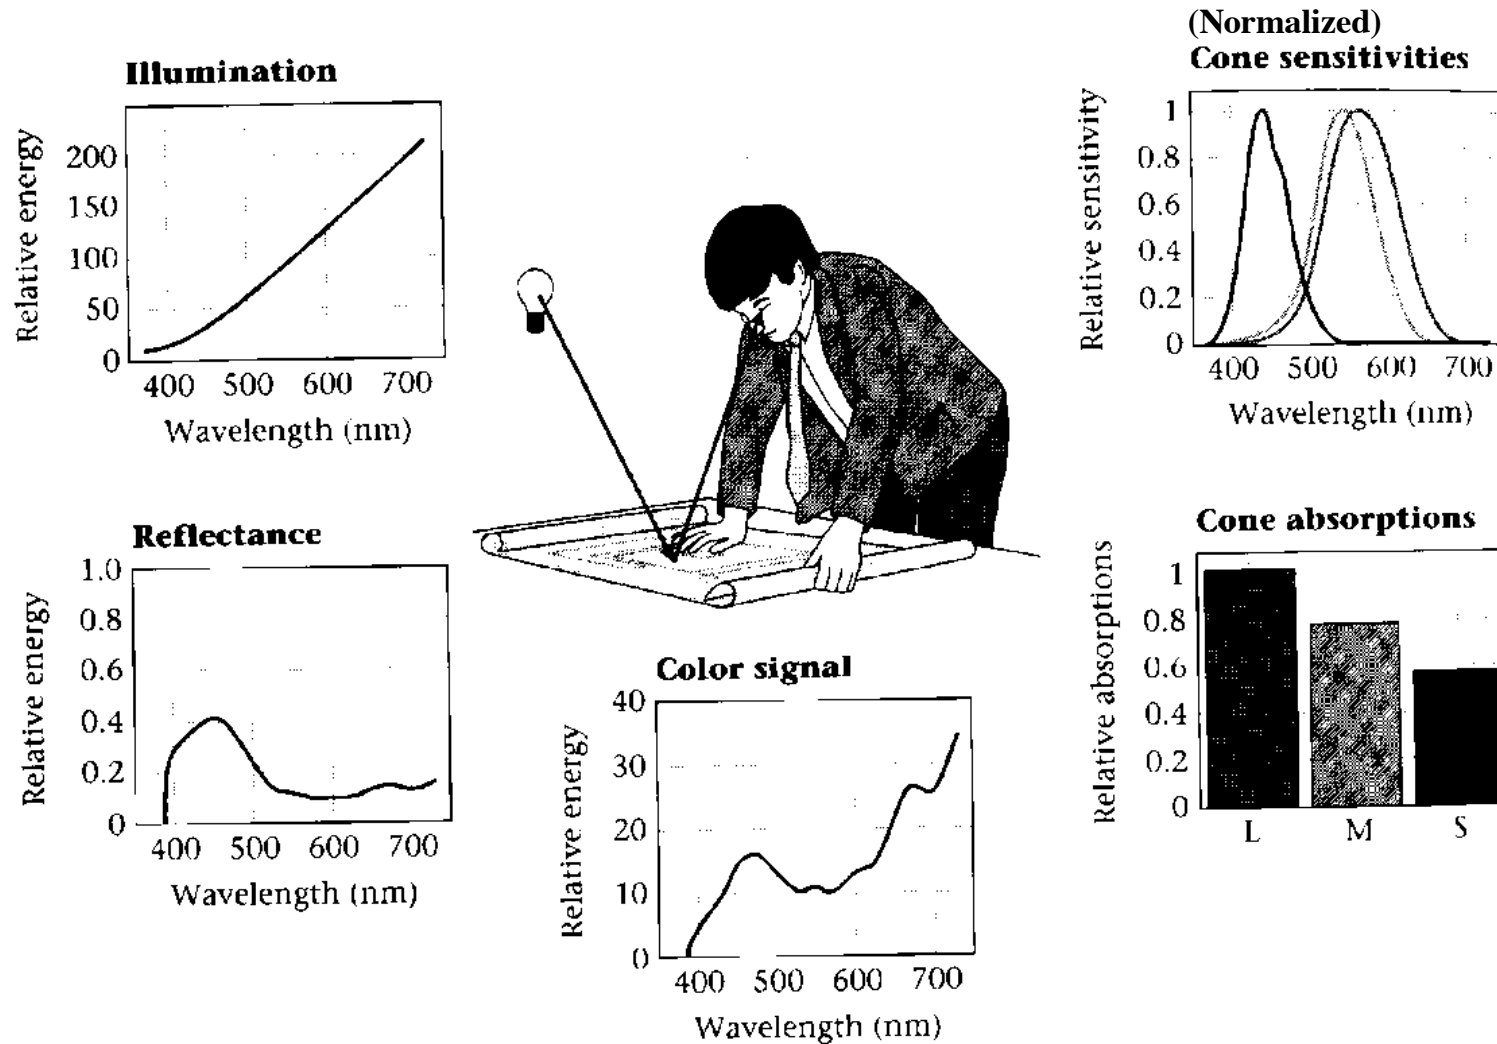 Illumination
Relative energy
200
150
100
50
0
400 500 600 700
Wavelength (nm)
(Normalized)
Cone sensitivities
Relative sensitivity
1
0.8
0.6
0.4
0.2
0
400 500 600 700
Wavelength (nm)
Reflectance
Relative energy
1.0
0.8
0.6
0.4
0.2
0
400 500 600 700
Wavelength (nm)
Color signal
Relative energy
40
30
20
10
0
400 500 600 700
Wavelength (nm)
Cone absorptions
Relative absorptions
1
0.8
0.6
0.4
0.2
0
L M S